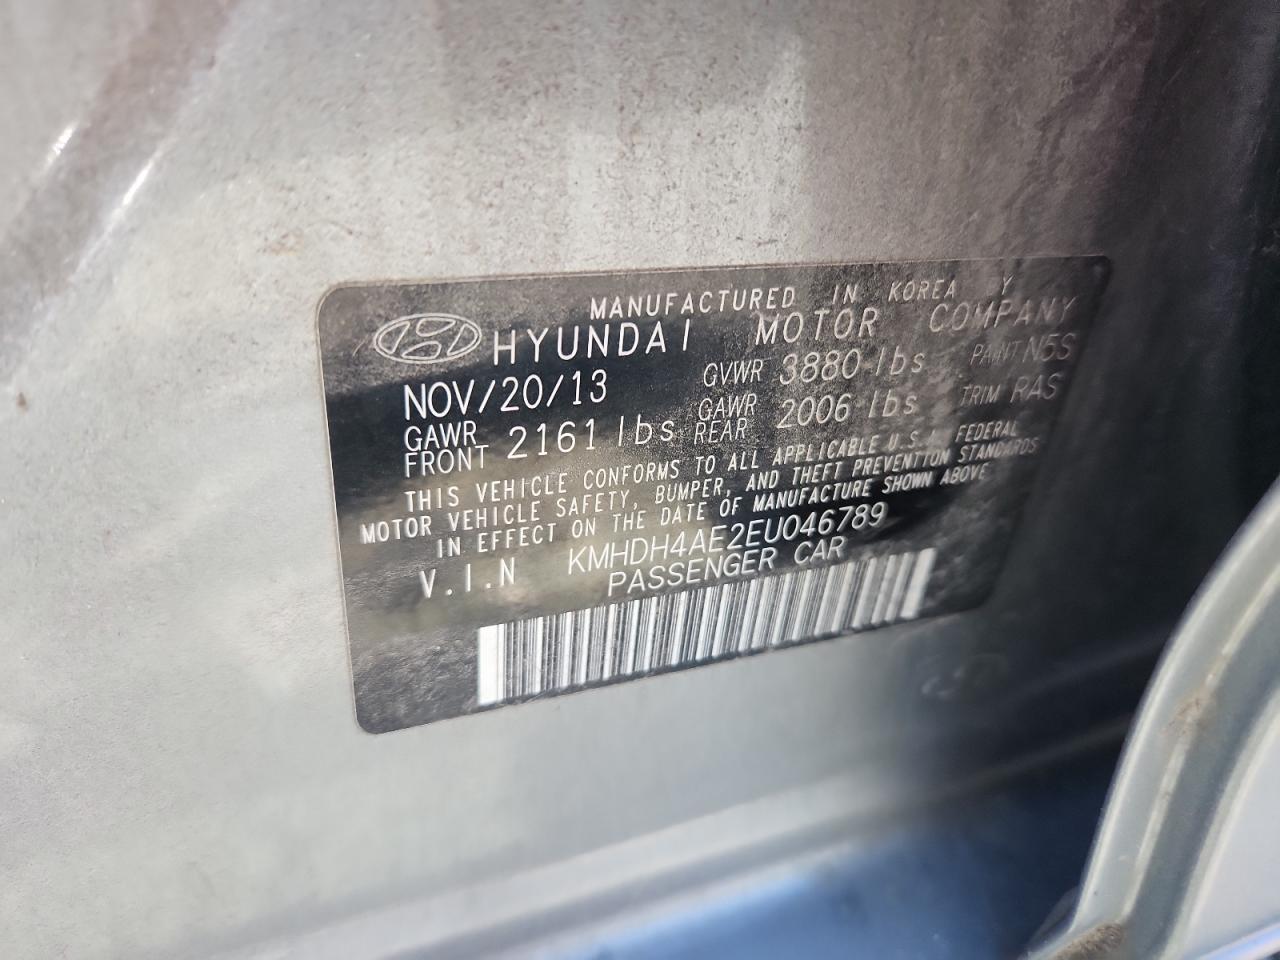 MANUFACTURED IN KOREA Y
HYUNDAI MOTOR COMPANY
NOV/20/13 GVWR 3880 lbs PAINT N5S
GAWR FRONT 2161 lbs GAWR REAR 2006 lbs TRIM RAS
THIS VEHICLE CONFORMS TO ALL APPLICABLE U.S.A. FEDERAL
MOTOR VEHICLE SAFETY, BUMPER, AND THEFT PREVENTION STANDARDS
IN EFFECT ON THE DATE OF MANUFACTURE SHOWN ABOVE
V.I.N KMHDH4AE2EU046789
PASSENGER CAR